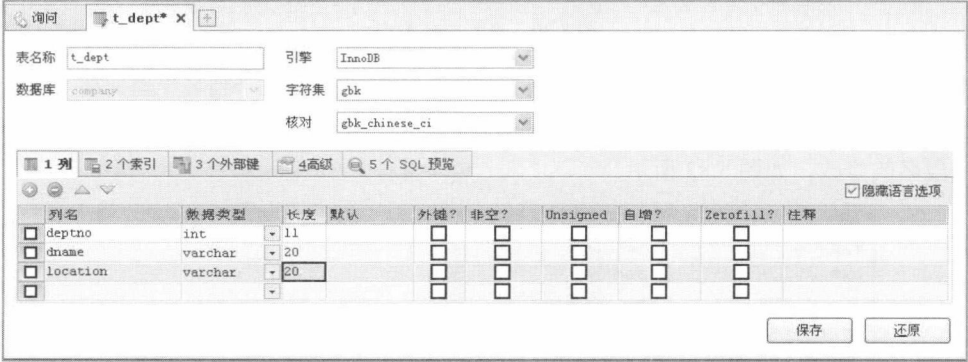 询问 t_dept*
表名称 t_dept 引擎 InnoDB
数据库 company 字符集 gbk
核对 gbk_chinese_ci
1 列 2 个索引 3 个外部键 4高级 5 个 SQL 预览
隐藏语言选项
列名 数据类型 长度 默认 外键? 非空? Unsigned 自增? Zerofill? 注释
deptno int 11
dname varchar 20
location varchar 20
保存 还原